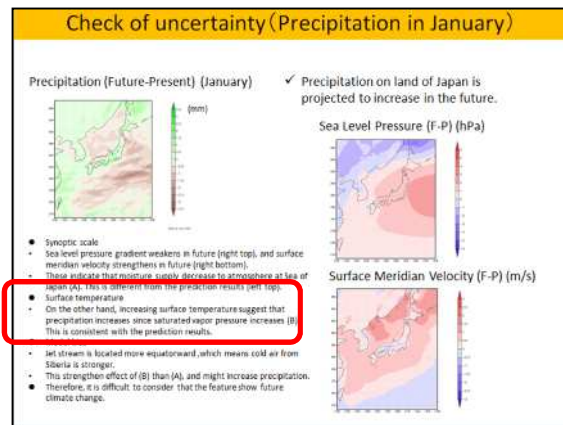 Check of uncertainty（Precipitation in January）
Precipitation (Future-Present) (January)
(mm)
✓ Precipitation on land of Japan is
projected to increase in the future.
Sea Level Pressure (F-P) (hPa)
● Synoptic scale
• Sea level pressure gradient weakens in future (right top), and surface
meridian velocity strengthens in future (right bottom).
• These indicate that moisture supply decrease to atmosphere at Sea of
Japan (A). This is different from the prediction results (left top).
Surface Meridian Velocity (F-P) (m/s)
● Surface temperature
• On the other hand, increasing surface temperature suggest that
precipitation increases since saturated vapor pressure increases (B)
This is consistent with the prediction results.
• Jet stream is located more equatorward ,which means cold air from
Siberia is stronger.
• This strengthen effect of (B) than (A), and might increase precipitation.
● Therefore, it is difficult to consider that the feature show future
climate change.